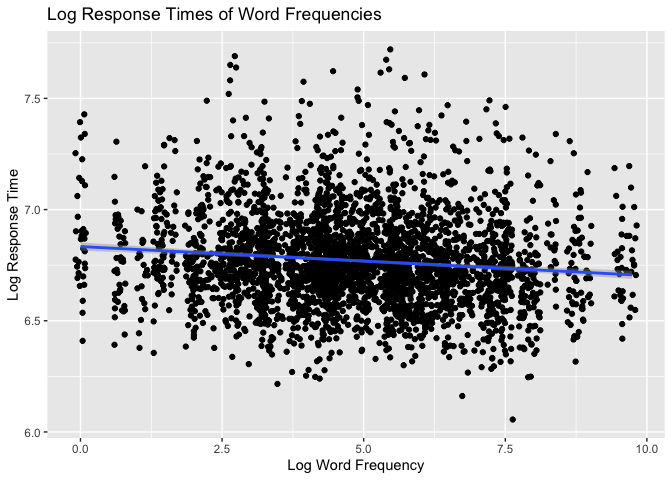 Log Response Times of Word Frequencies
7.5
7.0
6.5
6.0
Log Response Time
0.0 2.5 5.0 7.5 10.0
Log Word Frequency